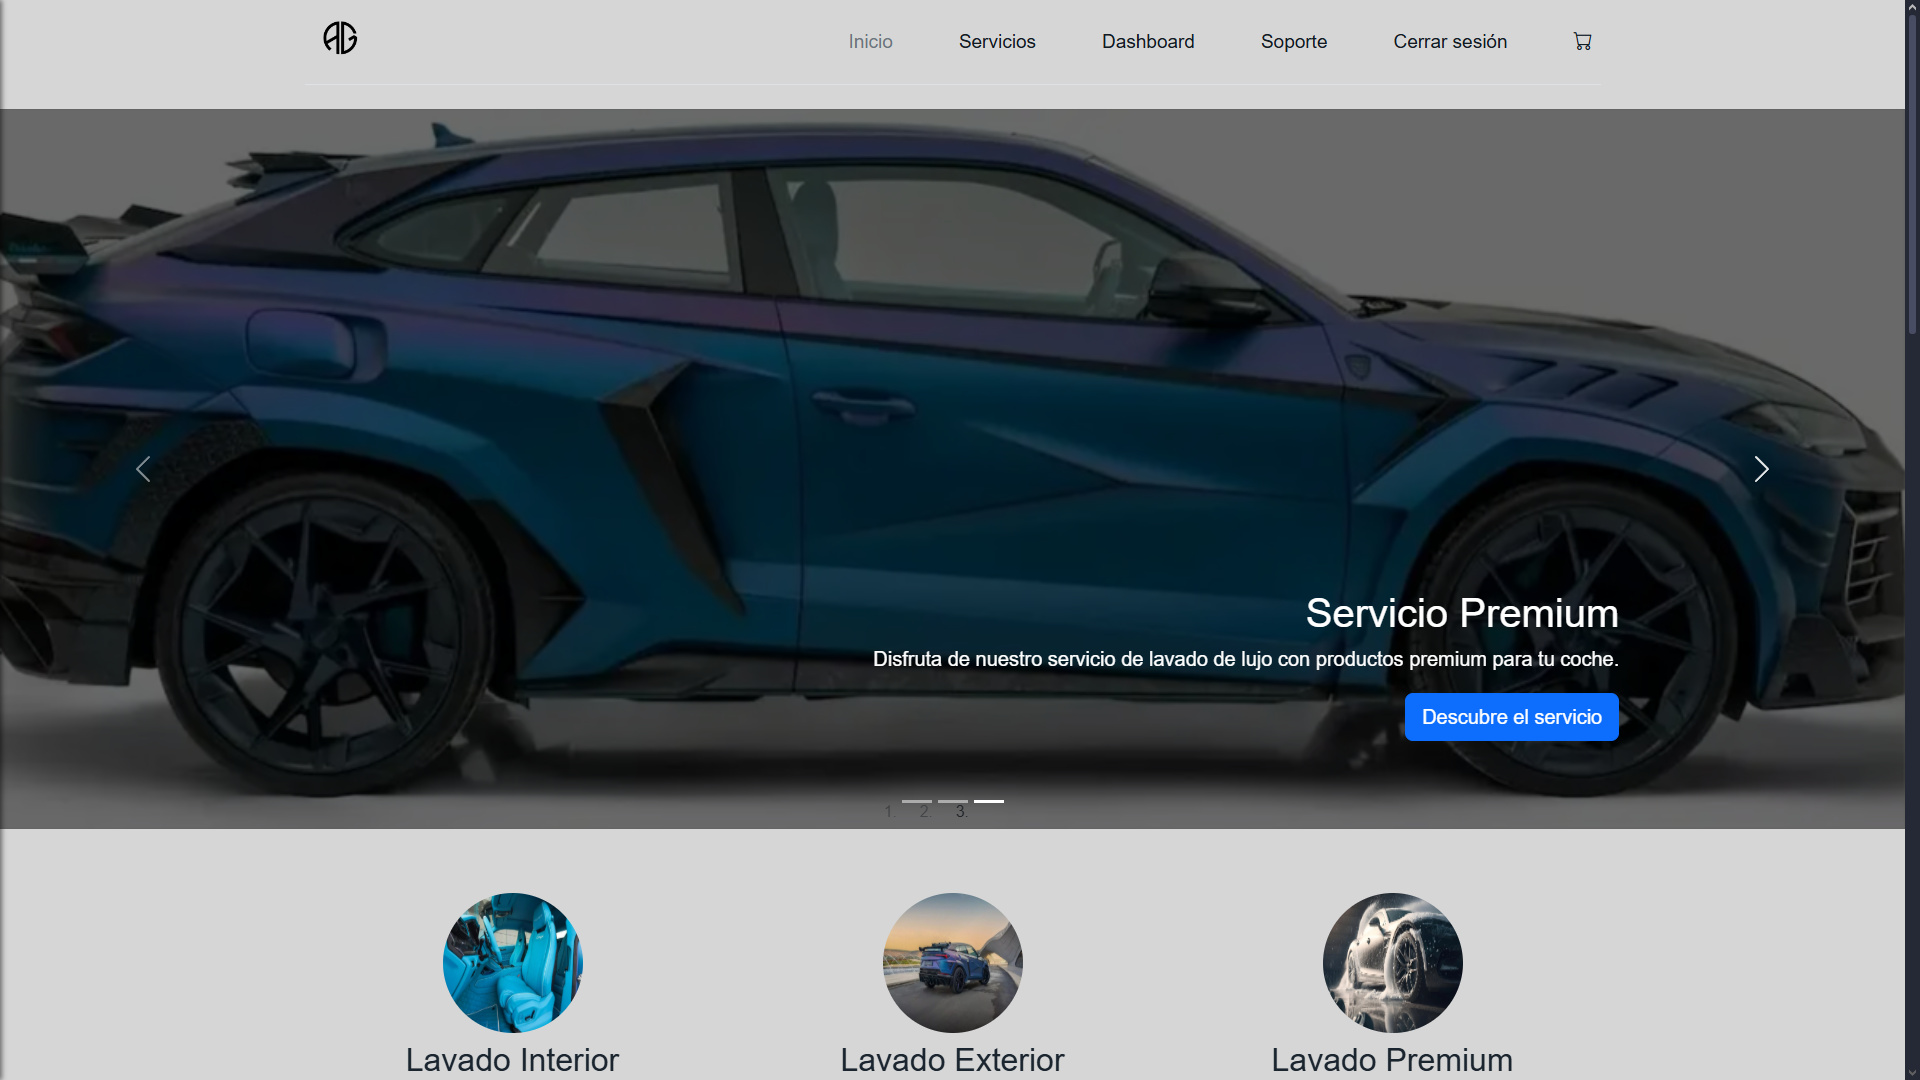 AG
Inicio
Servicios
Dashboard
Soporte
Cerrar sesión
Servicio Premium
Disfruta de nuestro servicio de lavado de lujo con productos premium para tu coche.
Descubre el servicio
1.
2.
3.
Lavado Interior
Lavado Exterior
Lavado Premium